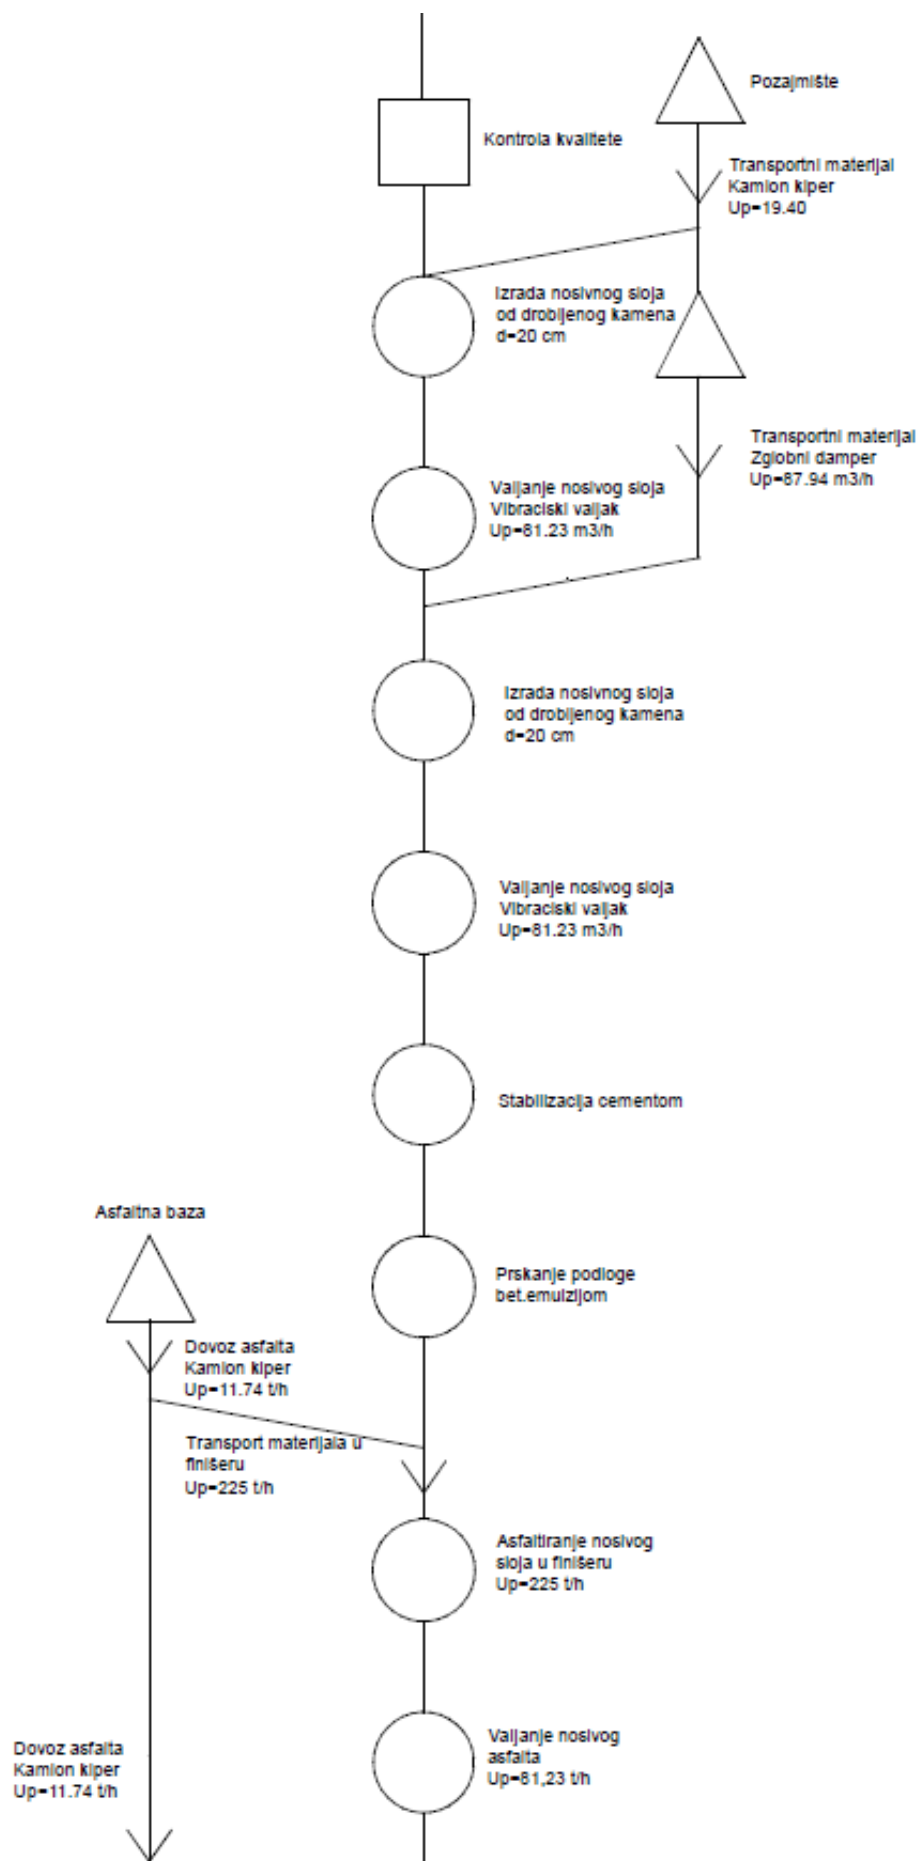 Pozajmište
Kontrola kvalitete
Transportni materijal
Kamion kiper
Up=19.40
Izrada nosivnog sloja
od drobljenog kamena
d=20 cm
Transportni materijal
Zglobni damper
Up=87.94 m3/h
Valjanje nosivog sloja
Vibraciski valjak
Up=81.23 m3/h
Izrada nosivnog sloja
od drobljenog kamena
d=20 cm
Valjanje nosivog sloja
Vibraciski valjak
Up=81.23 m3/h
Stabilizacija cementom
Asfaltna baza
Prskanje podloge
bet.emulzijom
Dovoz asfalta
Kamion kiper
Up=11.74 t/h
Transport materijala u
finišeru
Up=225 t/h
Asfaltiranje nosivog
sloja u finišeru
Up=225 t/h
Valjanje nosivog
asfalta
Up=81,23 t/h
Dovoz asfalta
Kamion kiper
Up=11.74 t/h